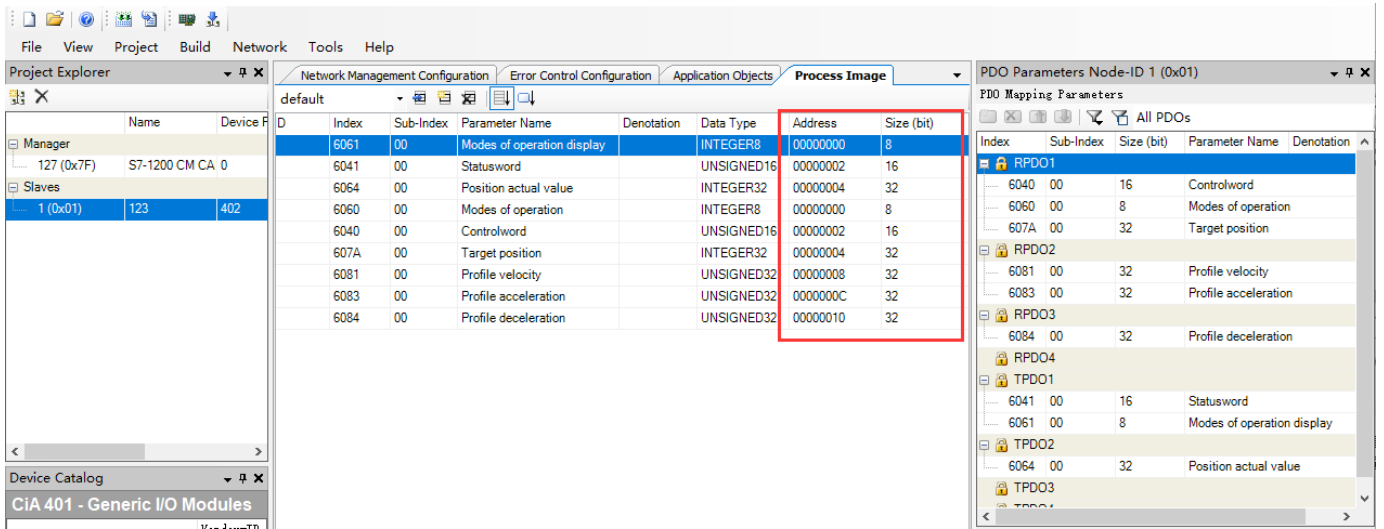 File View Project Build Network Tools Help
Project Explorer
Name Device F
Manager
127 (0x7F) S7-1200 CM CA 0
Slaves
1 (0x01) 123 402
Device Catalog
CiA 401 - Generic I/O Modules
Network Management Configuration Error Control Configuration Application Objects Process Image
default
D Index Sub-Index Parameter Name Denotation Data Type Address Size (bit)
6061 00 Modes of operation display INTEGER8 00000000 8
6041 00 Statusword UNSIGNED16 00000002 16
6064 00 Position actual value INTEGER32 00000004 32
6060 00 Modes of operation INTEGER8 00000000 8
6040 00 Controlword UNSIGNED16 00000002 16
607A 00 Target position INTEGER32 00000004 32
6081 00 Profile velocity UNSIGNED32 00000008 32
6083 00 Profile acceleration UNSIGNED32 0000000C 32
6084 00 Profile deceleration UNSIGNED32 00000010 32
PDO Parameters Node-ID 1 (0x01)
PDO Mapping Parameters
All PDOs
Index Sub-Index Size (bit) Parameter Name Denotation
RPDO1
6040 00 16 Controlword
6060 00 8 Modes of operation
607A 00 32 Target position
RPDO2
6081 00 32 Profile velocity
6083 00 32 Profile acceleration
RPDO3
6084 00 32 Profile deceleration
RPDO4
TPDO1
6041 00 16 Statusword
6061 00 8 Modes of operation display
TPDO2
6064 00 32 Position actual value
TPDO3